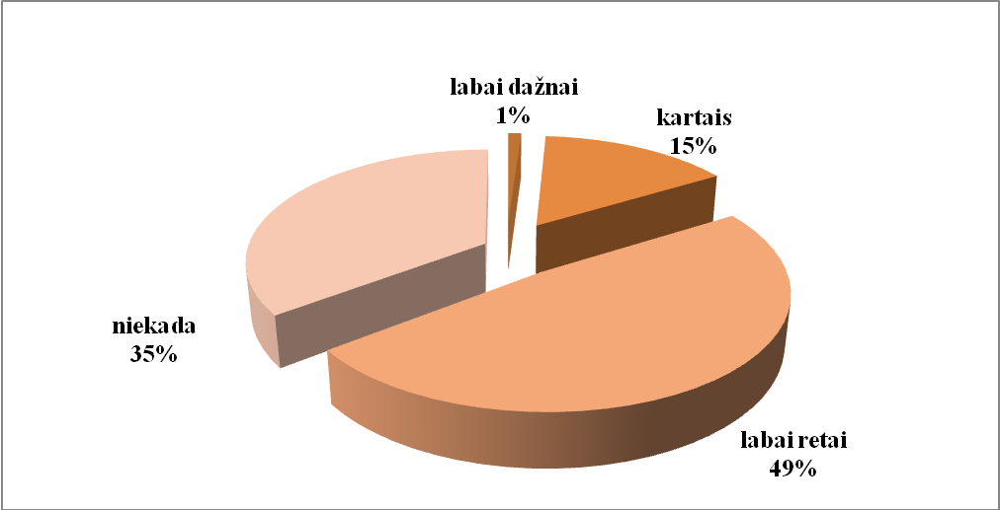 labai dažnai
1%
kartais
15%
labai retai
49%
niekada
35%